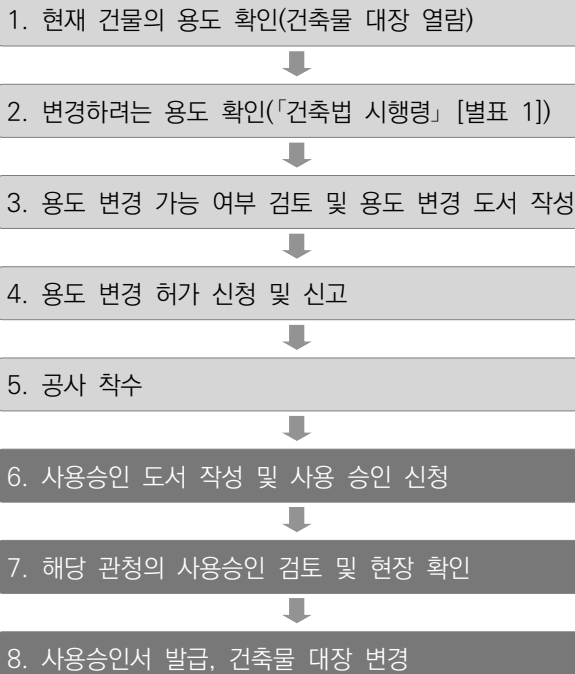 1. 현재 건물의 용도 확인(건축물 대장 열람)
2. 변경하려는 용도 확인(「건축법 시행령」 [별표 1])
3. 용도 변경 가능 여부 검토 및 용도 변경 도서 작성
4. 용도 변경 허가 신청 및 신고
5. 공사 착수
6. 사용승인 도서 작성 및 사용 승인 신청
7. 해당 관청의 사용승인 검토 및 현장 확인
8. 사용승인서 발급, 건축물 대장 변경